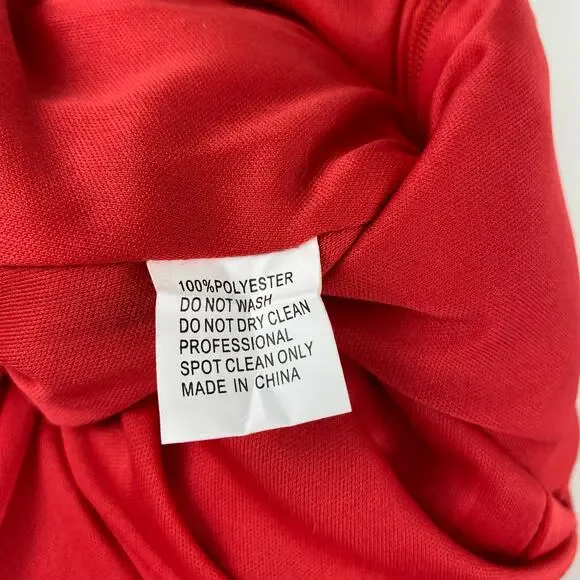 100%POLYESTER
DO NOT WASH
DO NOT DRY CLEAN
PROFESSIONAL
SPOT CLEAN ONLY
MADE IN CHINA